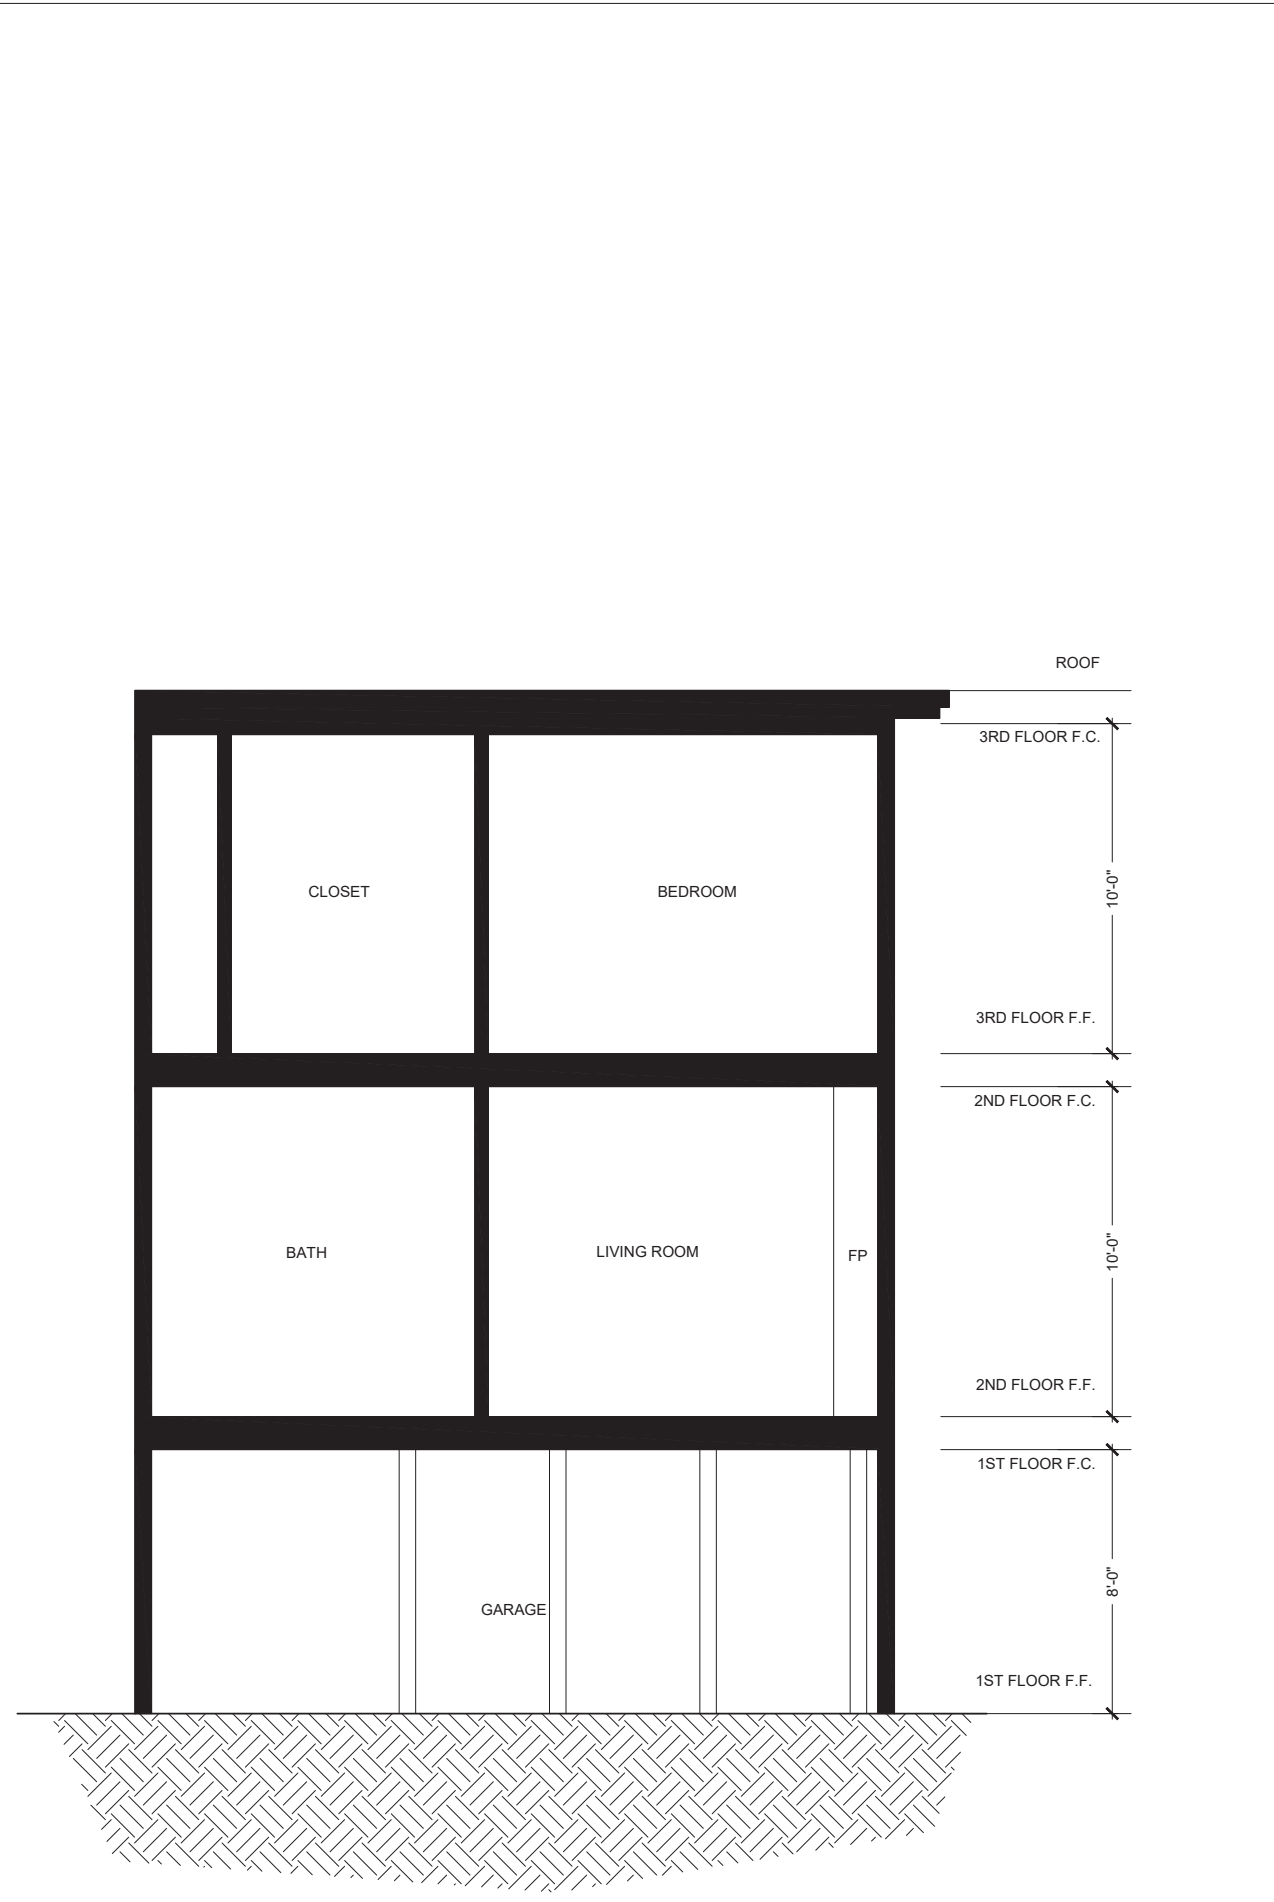 ROOF
3RD FLOOR F.C.
CLOSET
BEDROOM
10'-0"
3RD FLOOR F.F.
2ND FLOOR F.C.
BATH
LIVING ROOM
FP
10'-0"
2ND FLOOR F.F.
1ST FLOOR F.C.
8'-0"
GARAGE
1ST FLOOR F.F.